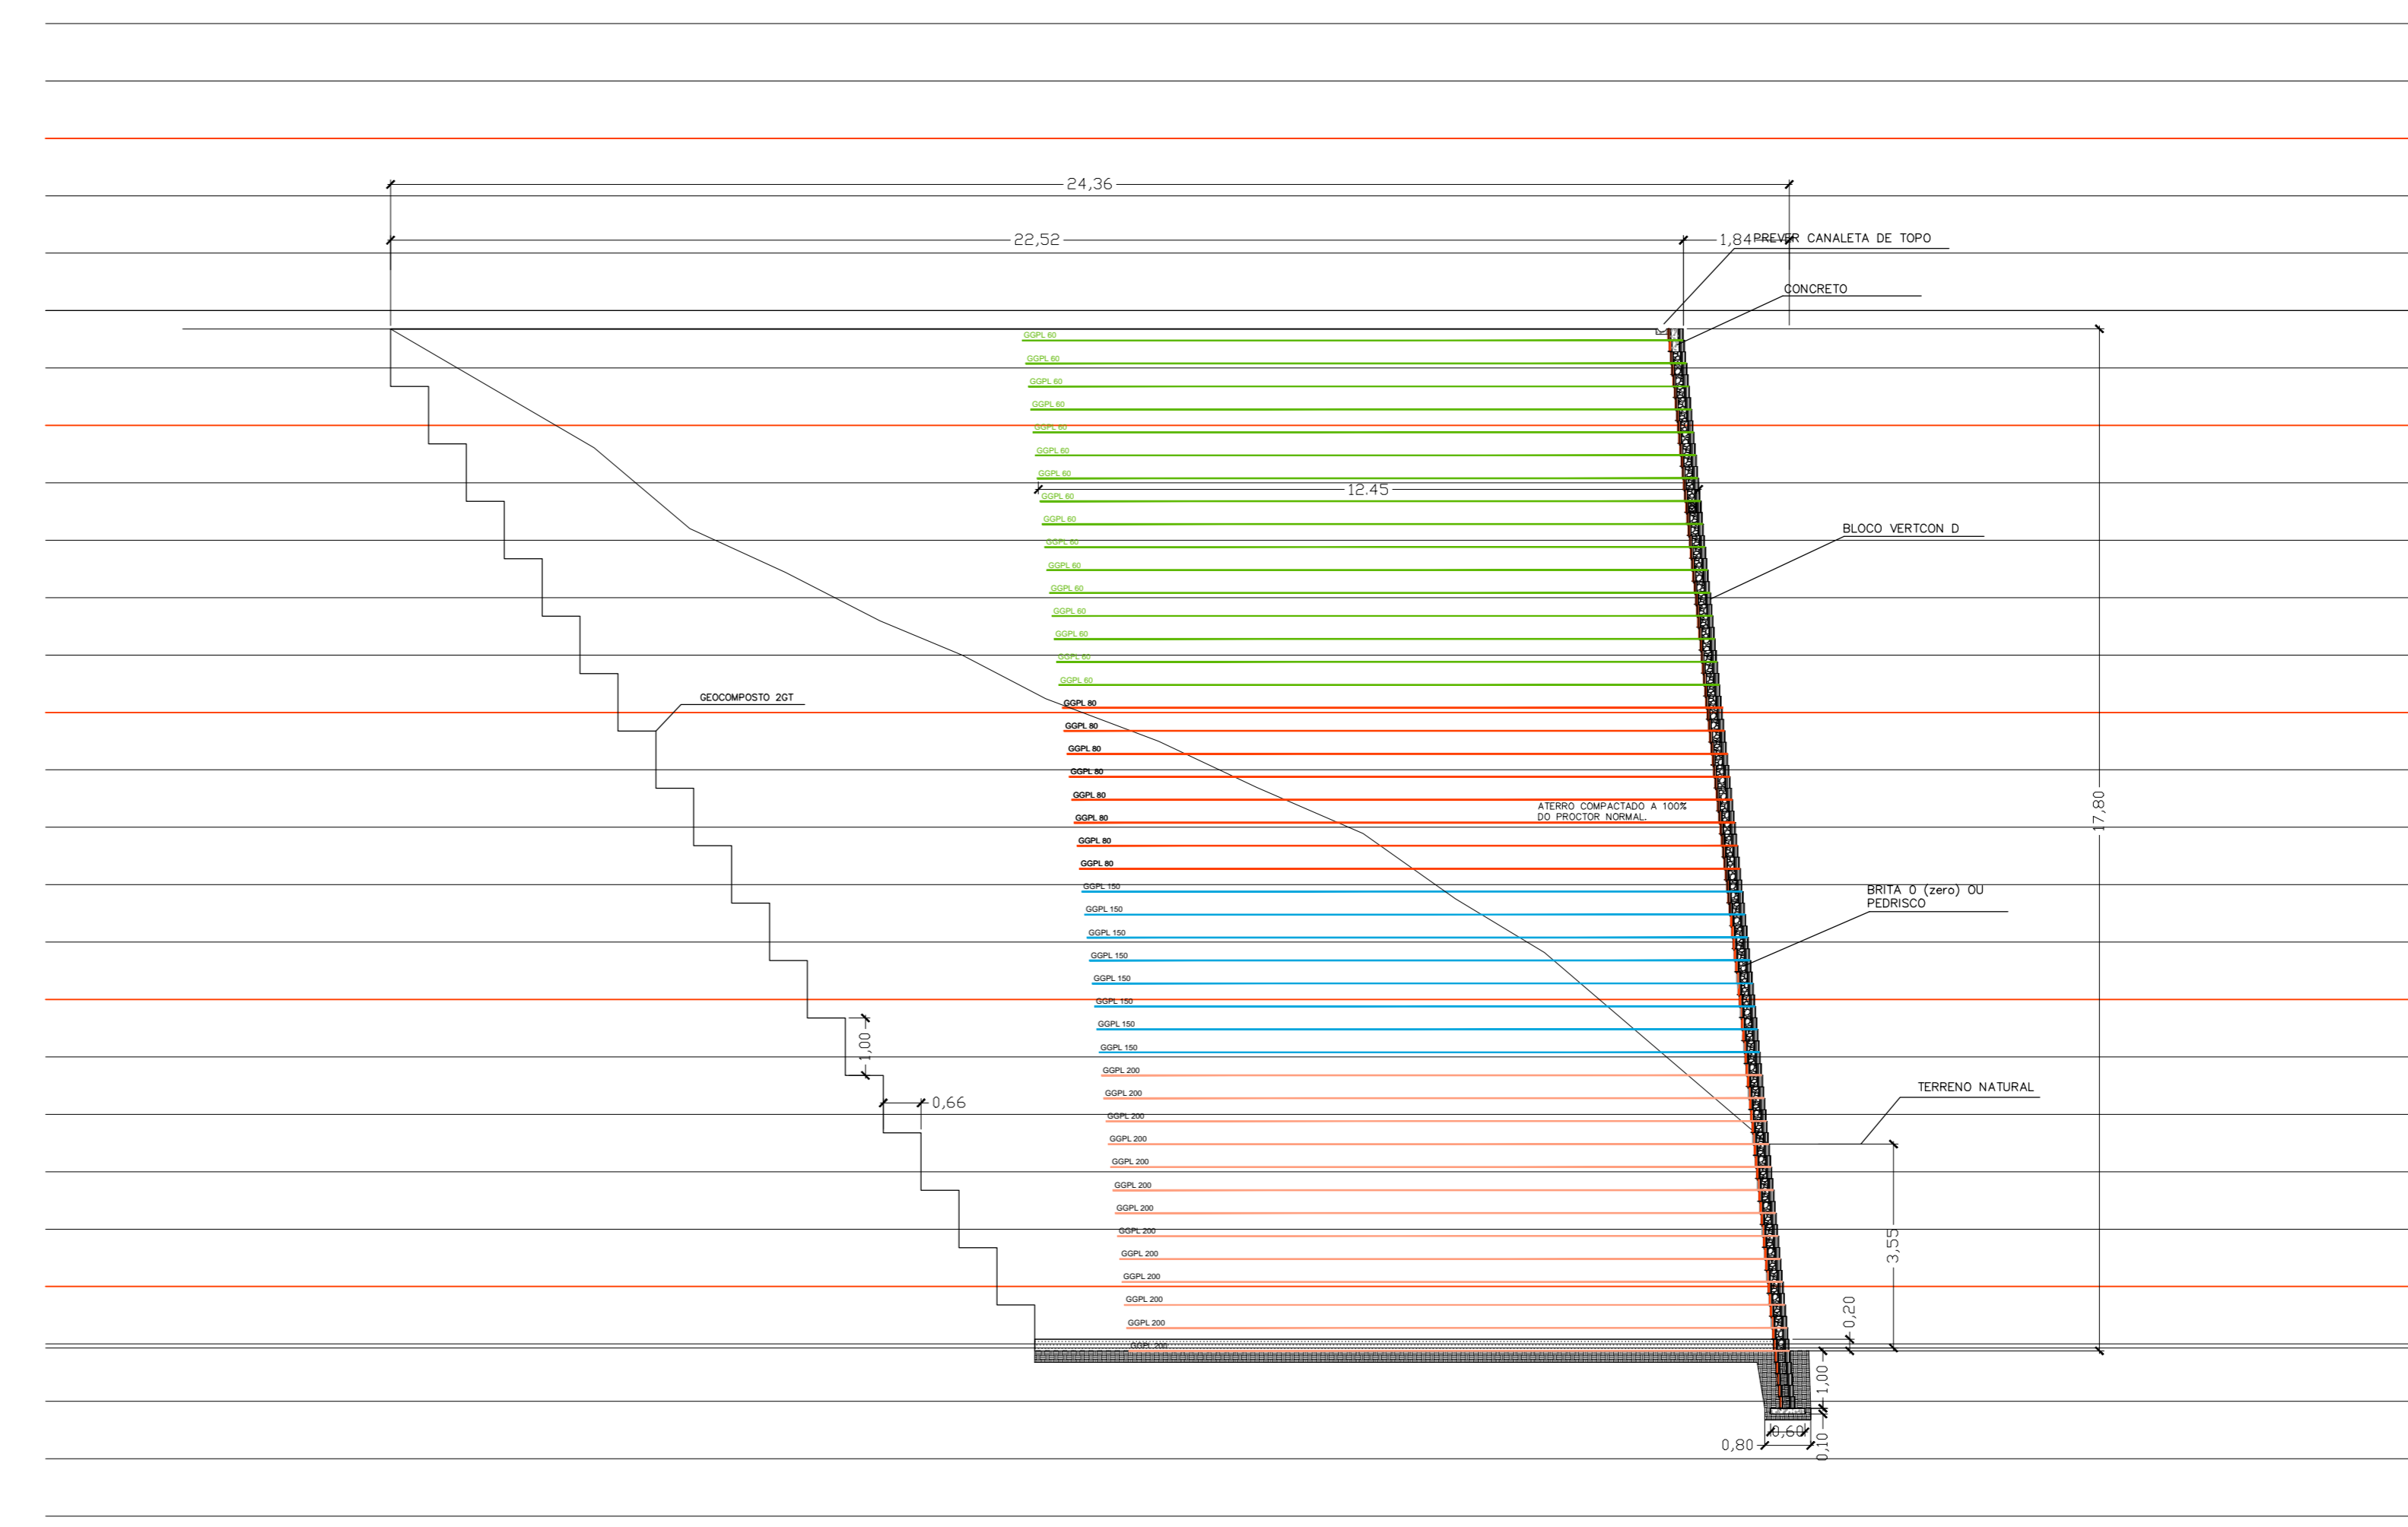 24,36
22,52
1,84
PREVER CANALETA DE TOPO
CONCRETO
GGPL 60
GGPL 60
GGPL 60
GGPL 60
GGPL 60
GGPL 60
GGPL 60
12.45
GGPL 60
GGPL 60
BLOCO VERTCON D
GGPL 60
GGPL 60
GGPL 60
GGPL 60
GGPL 60
GGPL 60
GGPL 60
GEOCOMPOSTO 2GT
GGPL 80
GGPL 80
GGPL 80
GGPL 80
GGPL 80
ATERRO COMPACTADO A 100%
DO PROCTOR NORMAL.
17,80
GGPL 80
GGPL 80
GGPL 80
GGPL 150
BRITA 0 (zero) OU
PEDRISCO
GGPL 150
GGPL 150
GGPL 150
GGPL 150
GGPL 150
GGPL 150
1,00
GGPL 150
GGPL 200
TERRENO NATURAL
GGPL 200
0,66
GGPL 200
GGPL 200
GGPL 200
GGPL 200
GGPL 200
GGPL 200
3,55
GGPL 200
GGPL 200
GGPL 200
0,20
GGPL 200
GGPL 200
1,00
0,60
0,10
0,80